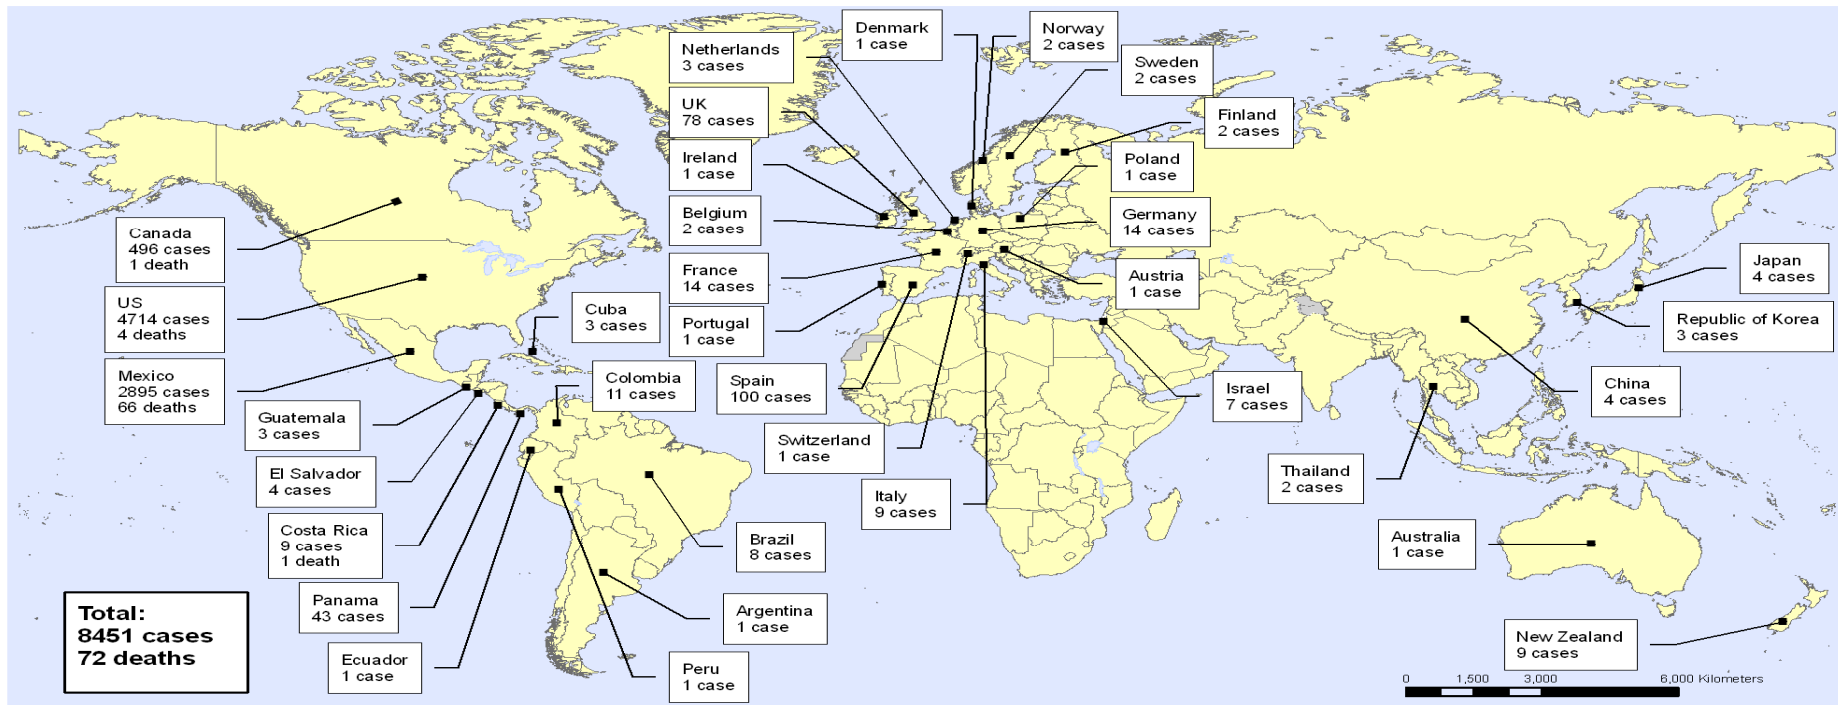 Denmark
1 case
Norway
2 cases
Netherlands
3 cases
Sweden
2 cases
UK
78 cases
Finland
2 cases
Ireland
1 case
Poland
1 case
Belgium
2 cases
Germany
14 cases
Canada
496 cases
1 death
France
14 cases
Austria
1 case
Japan
4 cases
US
4714 cases
4 deaths
Cuba
3 cases
Portugal
1 case
Republic of Korea
3 cases
Mexico
2895 cases
66 deaths
Colombia
11 cases
Spain
100 cases
Israel
7 cases
China
4 cases
Guatemala
3 cases
Switzerland
1 case
El Salvador
4 cases
Thailand
2 cases
Italy
9 cases
Costa Rica
9 cases
1 death
Brazil
8 cases
Australia
1 case
Panama
43 cases
Argentina
1 case
Total:
8451 cases
72 deaths
New Zealand
9 cases
Ecuador
1 case
Peru
1 case
0 1,500 3,000 6,000 Kilometers